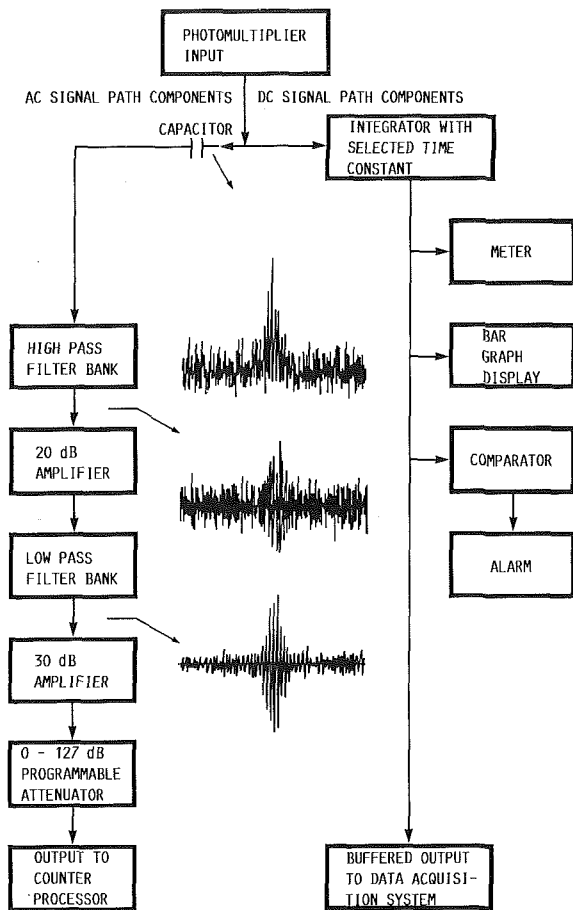 PHOTOMULTIPLIER
INPUT
AC SIGNAL PATH COMPONENTS
DC SIGNAL PATH COMPONENTS
CAPACITOR
INTEGRATOR WITH
SELECTED TIME
CONSTANT
METER
HIGH PASS
FILTER BANK
BAR
GRAPH
DISPLAY
20 dB
AMPLIFIER
COMPARATOR
LOW PASS
FILTER BANK
ALARM
30 dB
AMPLIFIER
0 - 127 dB
PROGRAMMABLE
ATTENUATOR
OUTPUT TO
COUNTER
PROCESSOR
BUFFERED OUTPUT
TO DATA ACQUISI-
TION SYSTEM